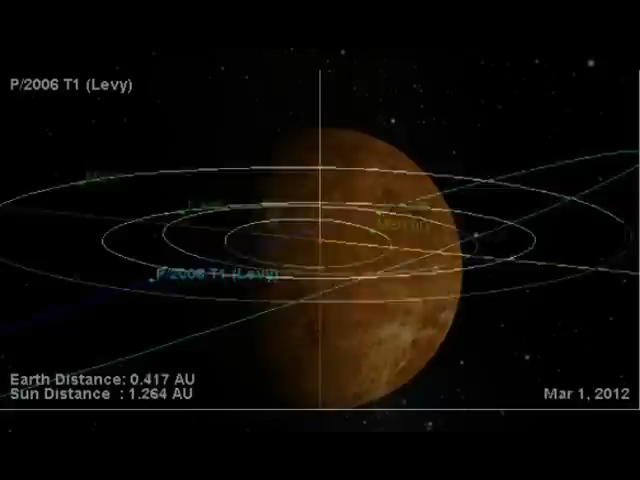 P/2006 T1 (Levy)
P/2006 T1 (Levy)
Earth Distance: 0.417 AU
Sun Distance : 1.264 AU
Mar 1, 2012